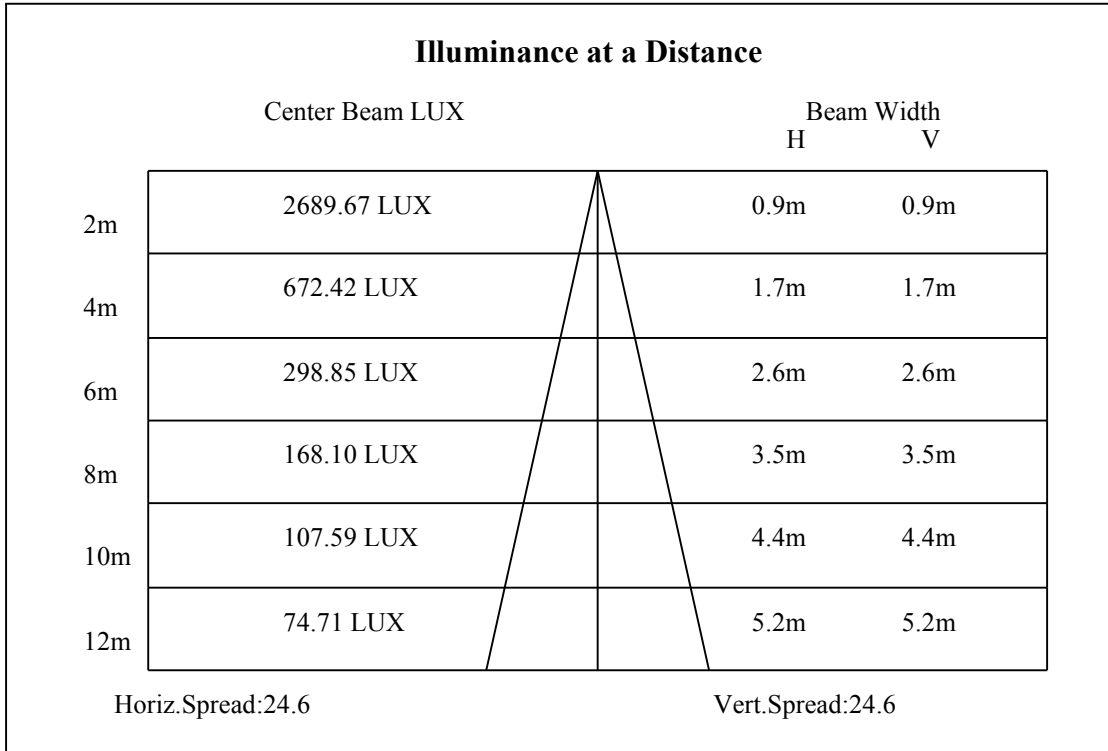 Illuminance at a Distance
Center Beam LUX Beam Width
H V
2m 2689.67 LUX 0.9m 0.9m
4m 672.42 LUX 1.7m 1.7m
6m 298.85 LUX 2.6m 2.6m
8m 168.10 LUX 3.5m 3.5m
10m 107.59 LUX 4.4m 4.4m
12m 74.71 LUX 5.2m 5.2m
Horiz.Spread:24.6 Vert.Spread:24.6